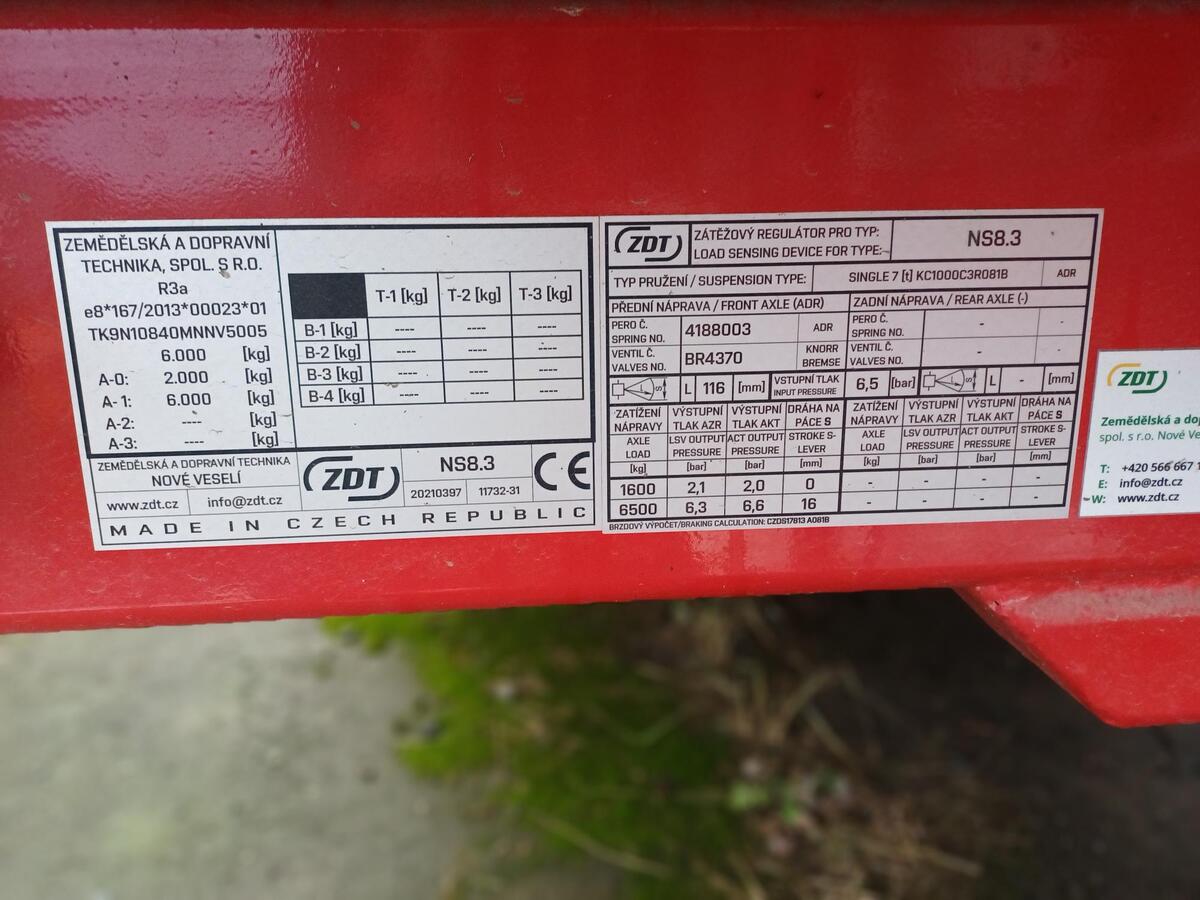 ZEMĚDĚLSKÁ A DOPRAVNÍ
TECHNIKA, SPOL. S R.O.
R3a
e8*167/2013*00023*01
TK9N10840MNNV5005
6.000 [kg]
A-0: 2.000 [kg]
A-1: 6.000 [kg]
A-2: ---- [kg]
A-3: ---- [kg]
T-1 [kg] T-2 [kg] T-3 [kg]
B-1 [kg] ---- ---- ----
B-2 [kg] ---- ---- ----
B-3 [kg] ---- ---- ----
B-4 [kg] ---- ---- ----
ZEMĚDĚLSKÁ A DOPRAVNÍ TECHNIKA
NOVÉ VESELÍ
www.zdt.cz info@zdt.cz
ZDT
NS8.3
20210397 11732-31
CE
MADE IN CZECH REPUBLIC
ZDT
ZÁTĚŽOVÝ REGULÁTOR PRO TYP:
LOAD SENSING DEVICE FOR TYPE:
NS8.3
TYP PRUŽENÍ / SUSPENSION TYPE: SINGLE 7 [t] KC1000C3R081B ADR
PŘEDNÍ NÁPRAVA / FRONT AXLE (ADR) ZADNÍ NÁPRAVA / REAR AXLE (-)
PERO Č.
SPRING NO.
4188003 ADR
PERO Č.
SPRING NO.
- -
VENTIL Č.
VALVES NO.
BR4370
KNORR
BREMSE
VENTIL Č.
VALVES NO.
- -
S L 116 [mm]
VSTUPNÍ TLAK
INPUT PRESSURE
6,5 [bar]
S L - [mm]
ZATÍŽENÍ NÁPRAVY VÝSTUPNÍ TLAK AZR VÝSTUPNÍ TLAK AKT DRÁHA NA PÁCE S ZATÍŽENÍ NÁPRAVY VÝSTUPNÍ TLAK AZR VÝSTUPNÍ TLAK AKT DRÁHA NA PÁCE S
AXLE LOAD LSV OUTPUT PRESSURE ACT OUTPUT PRESSURE STROKE S-LEVER AXLE LOAD LSV OUTPUT PRESSURE ACT OUTPUT PRESSURE STROKE S-LEVER
[kg] [bar] [bar] [mm] [kg] [bar] [bar] [mm]
1600 2,1 2,0 0 - - - -
6500 6,3 6,6 16 - - - -
BRZDOVÝ VÝPOČET/BRAKING CALCULATION: CZDS17813 A081B
ZDT
Zemědělská a dop
spol. s r.o. Nové Ve
T: +420 566 667 1
E: info@zdt.cz
W: www.zdt.cz